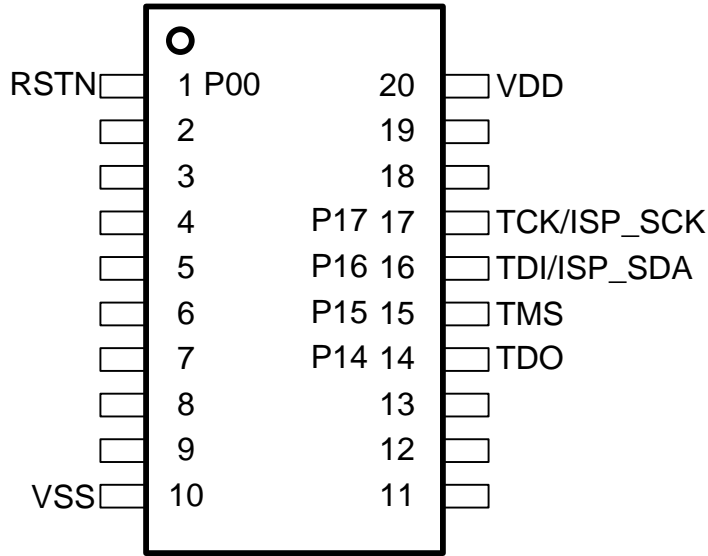 RSTN 1 P00 20 VDD
2 19
3 18
4 P17 17 TCK/ISP_SCK
5 P16 16 TDI/ISP_SDA
6 P15 15 TMS
7 P14 14 TDO
8 13
9 12
VSS 10 11